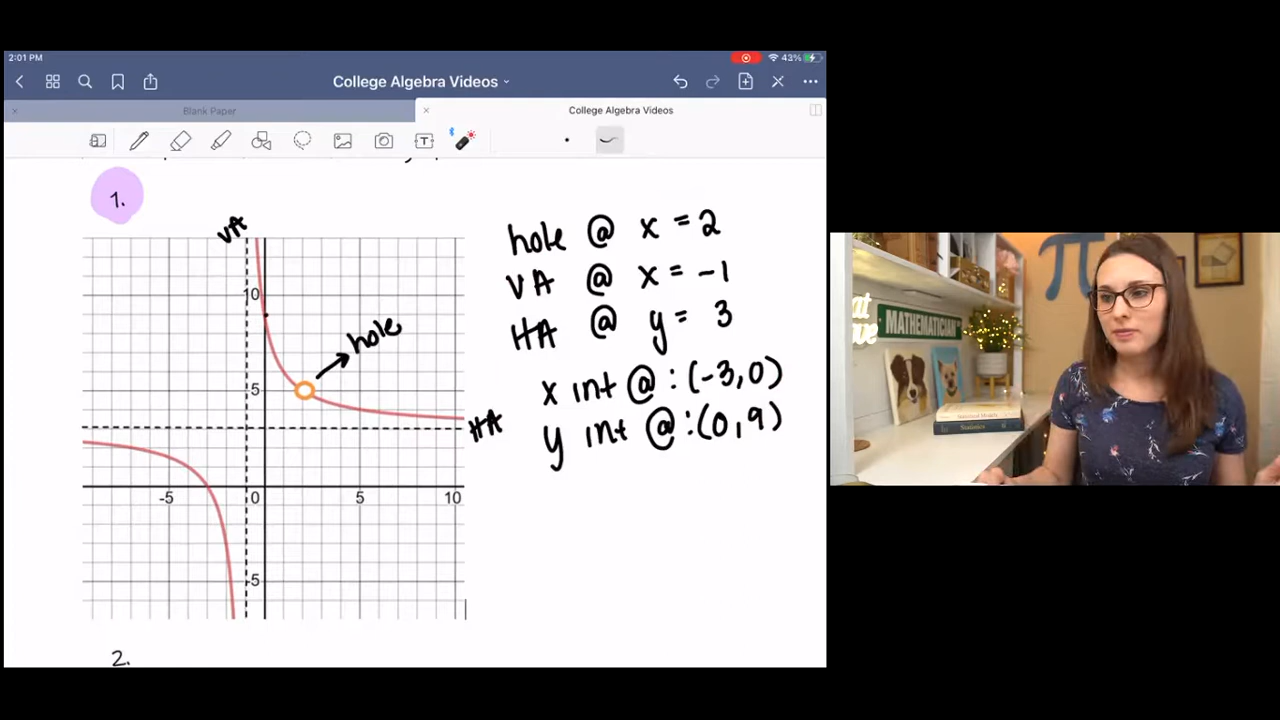 2:01 PM
43%
College Algebra Videos
Blank Paper
College Algebra Videos
T
1.
VA
hole @ x = 2
VA @ x = -1
HA @ y = 3
x int @ : (-3,0)
y int @ : (0,9)
hole
HA
10
5
-5
-5
0
5
10
2.
MATHEMATICIAN
Statistics